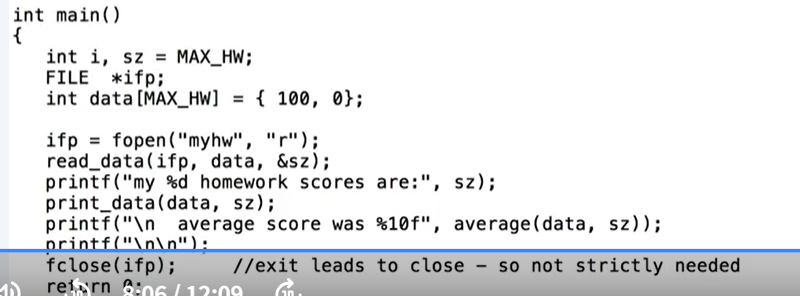 int main()
{
int i, sz = MAX_HW;
FILE *ifp;
int data[MAX_HW] = { 100, 0};
ifp = fopen("myhw", "r");
read_data(ifp, data, &sz);
printf("my %d homework scores are:", sz);
print_data(data, sz);
printf("\n average score was %10f", average(data, sz));
printf("\n\n");
fclose(ifp); //exit leads to close – so not strictly needed
return 0;
8:06 / 12:09